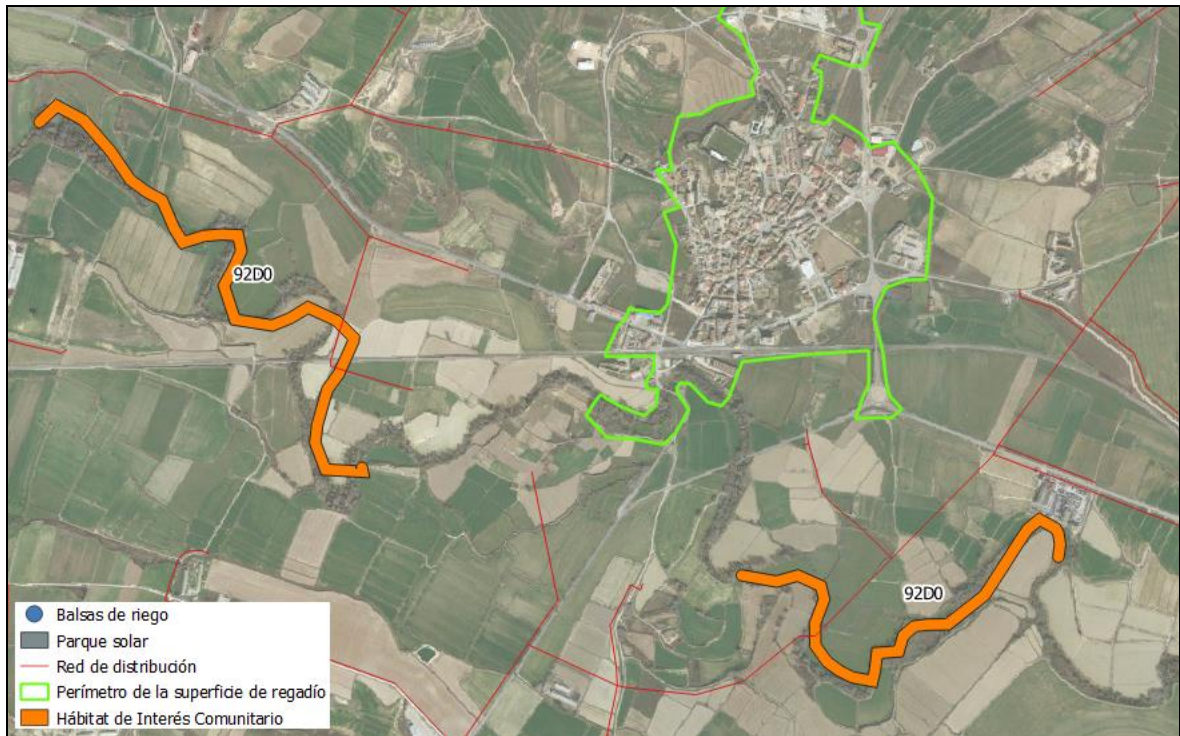 92D0
92D0
Balsas de riego
Parque solar
Red de distribución
Perímetro de la superficie de regadío
Hábitat de Interés Comunitario